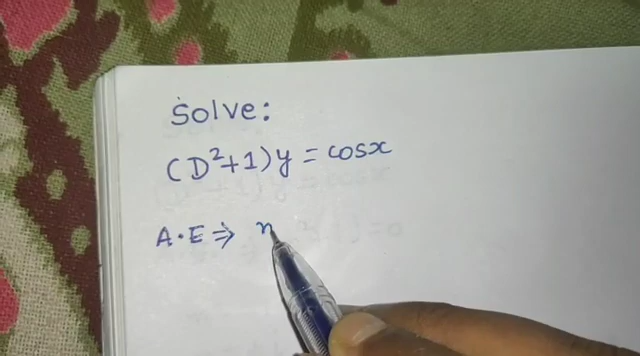 Solve:
(D²+1)y = cosx
A·E ⇒